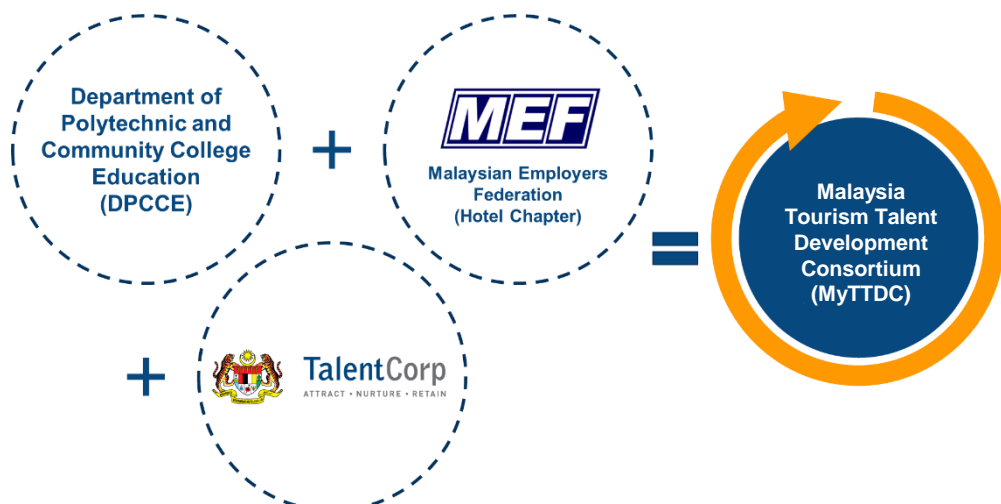 Department of
Polytechnic and
Community College
Education
(DPCCE)
+
MEF
Malaysian Employers
Federation
(Hotel Chapter)
+
TalentCorp
ATTRACT • NURTURE • RETAIN
=
Malaysia
Tourism Talent
Development
Consortium
(MyTTDC)